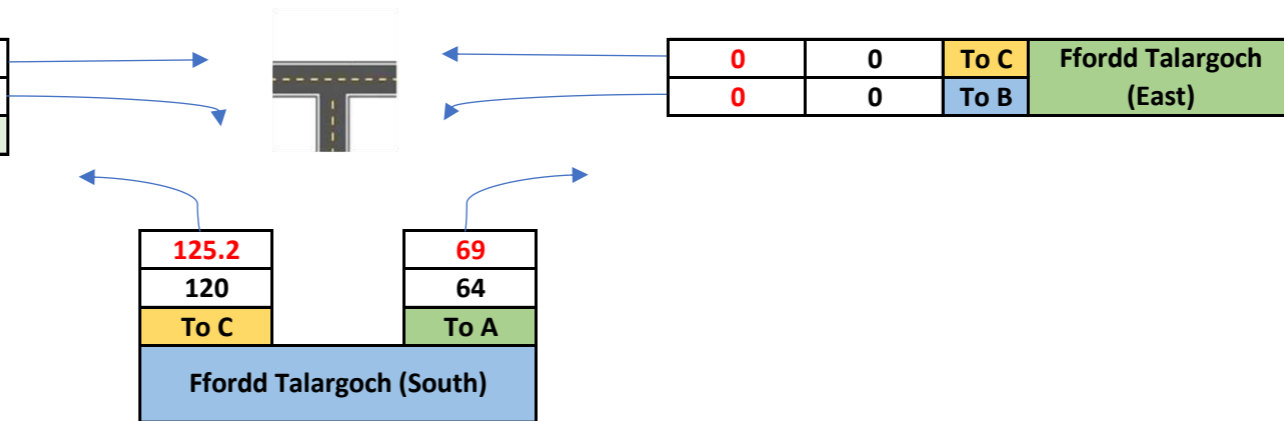 0 0 To C Ffordd Talargoch
0 0 To B (East)
125.2 69
120 64
To C To A
Ffordd Talargoch (South)